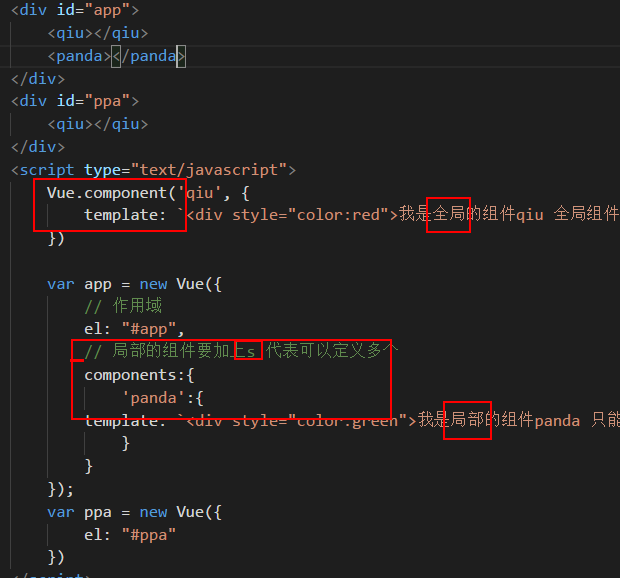 <div id="app">
<qiu></qiu>
<panda></panda>
</div>
<div id="ppa">
<qiu></qiu>
</div>
<script type="text/javascript">
Vue.component('qiu', {
template: `<div style="color:red">我是全局的组件qiu 全局组件
})
var app = new Vue({
// 作用域
el: "#app",
// 局部的组件要加上s 代表可以定义多个
components:{
'panda':{
template: `<div style="color:green">我是局部的组件panda 只能
}
}
});
var ppa = new Vue({
el: "#ppa"
})
</script>